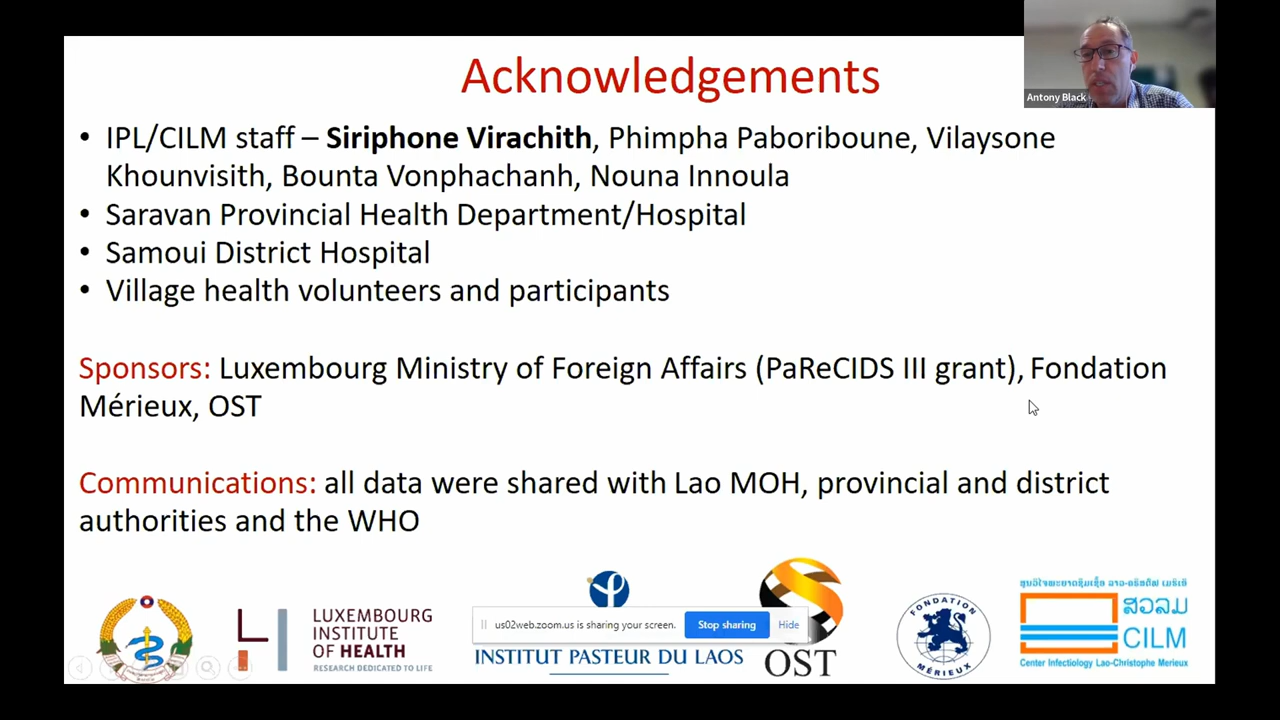 Acknowledgements
Antony Black
• IPL/CILM staff – Siriphone Virachith, Phimpha Paboriboune, Vilaysone
Khounvisith, Bounta Vonphachanh, Nouna Innoula
• Saravan Provincial Health Department/Hospital
• Samoui District Hospital
• Village health volunteers and participants
Sponsors: Luxembourg Ministry of Foreign Affairs (PaReCIDS III grant), Fondation
Mérieux, OST
Communications: all data were shared with Lao MOH, provincial and district
authorities and the WHO
LUXEMBOURG
INSTITUTE
OF HEALTH
RESEARCH DEDICATED TO LIFE
us02web.zoom.us is sharing your screen.
Stop sharing
Hide
INSTITUT PASTEUR DU LAOS
OST
FONDATION
MÉRIEUX
ສວລມ
CILM
Center Infectiology Lao-Christophe Merieux